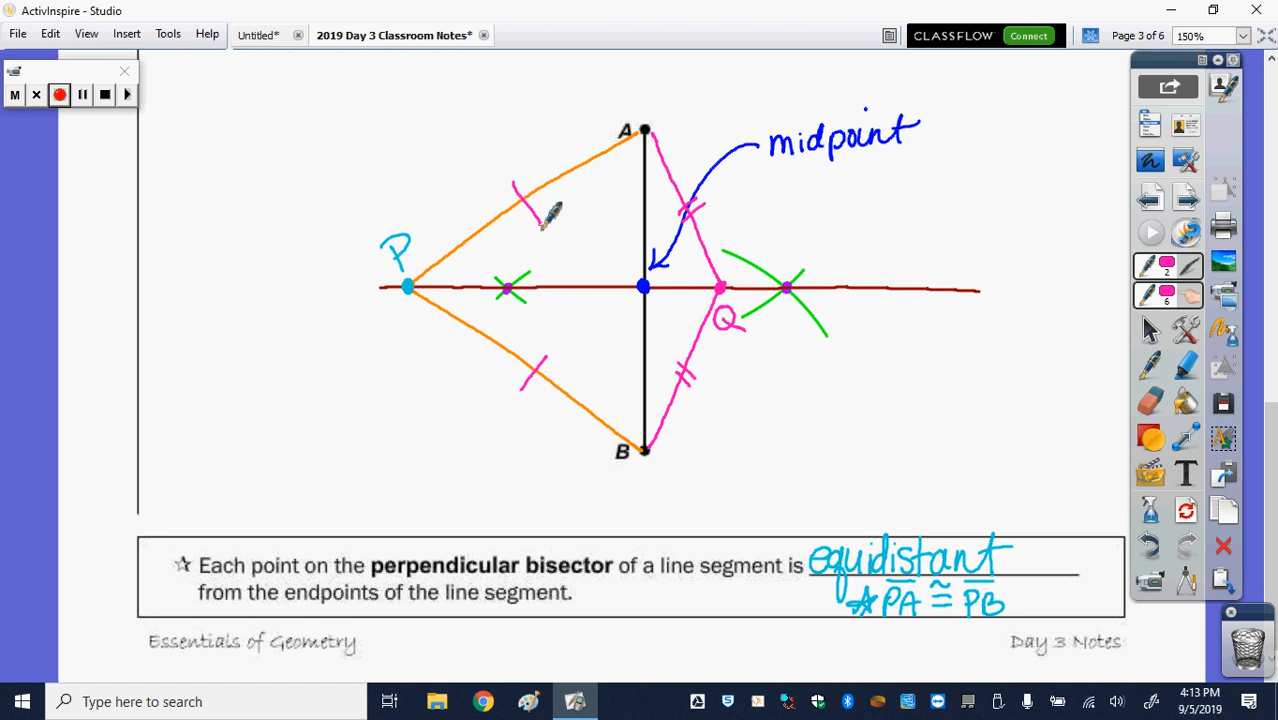 ActivInspire - Studio
File Edit View Insert Tools Help
Untitled*
2019 Day 3 Classroom Notes*
CLASSFLOW Connect
Page 3 of 6
150%
M
A
midpoint
P
Q
B
2
6
☆ Each point on the perpendicular bisector of a line segment is equidistant
from the endpoints of the line segment. ☆ PA ≅ PB
Essentials of Geometry
Day 3 Notes
Type here to search
4:13 PM
9/5/2019